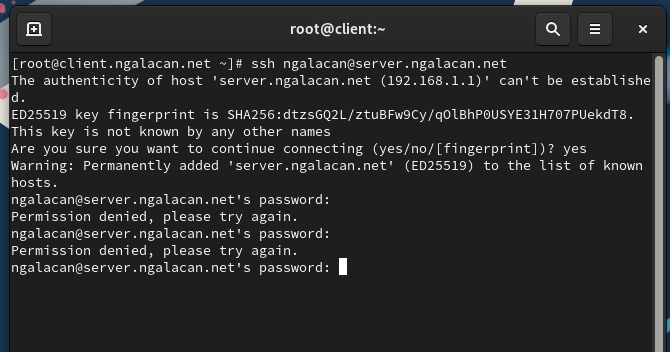 root@client:~
[root@client.ngalacan.net ~]# ssh ngalacan@server.ngalacan.net
The authenticity of host 'server.ngalacan.net (192.168.1.1)' can't be establishe
d.
ED25519 key fingerprint is SHA256:dtzsGQ2L/ztuBFw9Cy/qOlBhP0USYE31H707PUekdT8.
This key is not known by any other names
Are you sure you want to continue connecting (yes/no/[fingerprint])? yes
Warning: Permanently added 'server.ngalacan.net' (ED25519) to the list of known
hosts.
ngalacan@server.ngalacan.net's password:
Permission denied, please try again.
ngalacan@server.ngalacan.net's password:
Permission denied, please try again.
ngalacan@server.ngalacan.net's password: